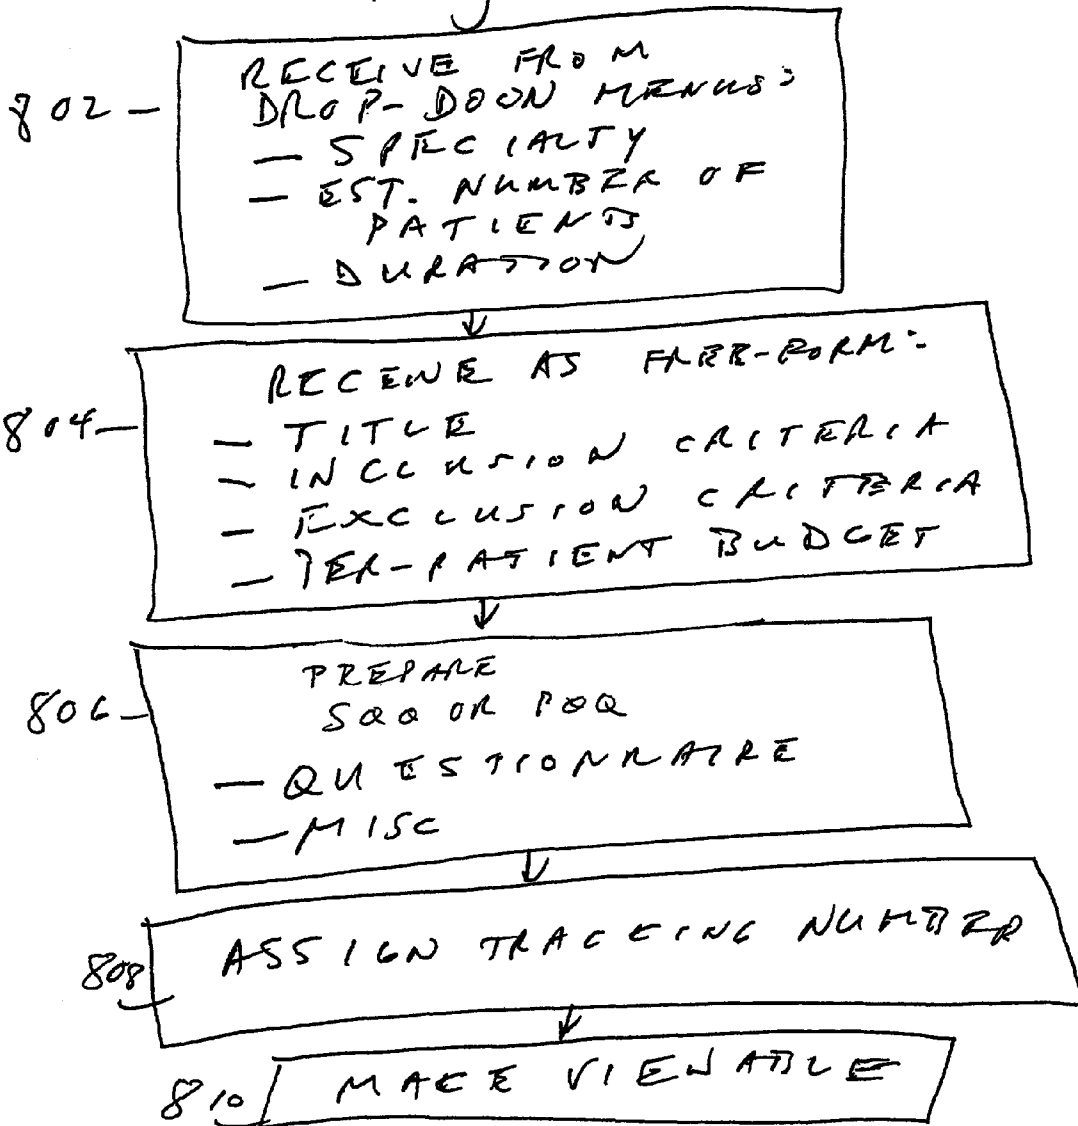 802
RECEIVE FROM
DROP-DOWN MENUS:
— SPECIALTY
— EST. NUMBER OF
PATIENTS
— DURATION
804
RECEIVE AS FREE-FORM:
— TITLE
— INCLUSION CRITERIA
— EXCLUSION CRITERIA
— PER-PATIENT BUDGET
806
PREPARE
SQQ OR PQQ
— QUESTIONNAIRE
— MISC
808
ASSIGN TRACKING NUMBER
810
MAKE VIEWABLE